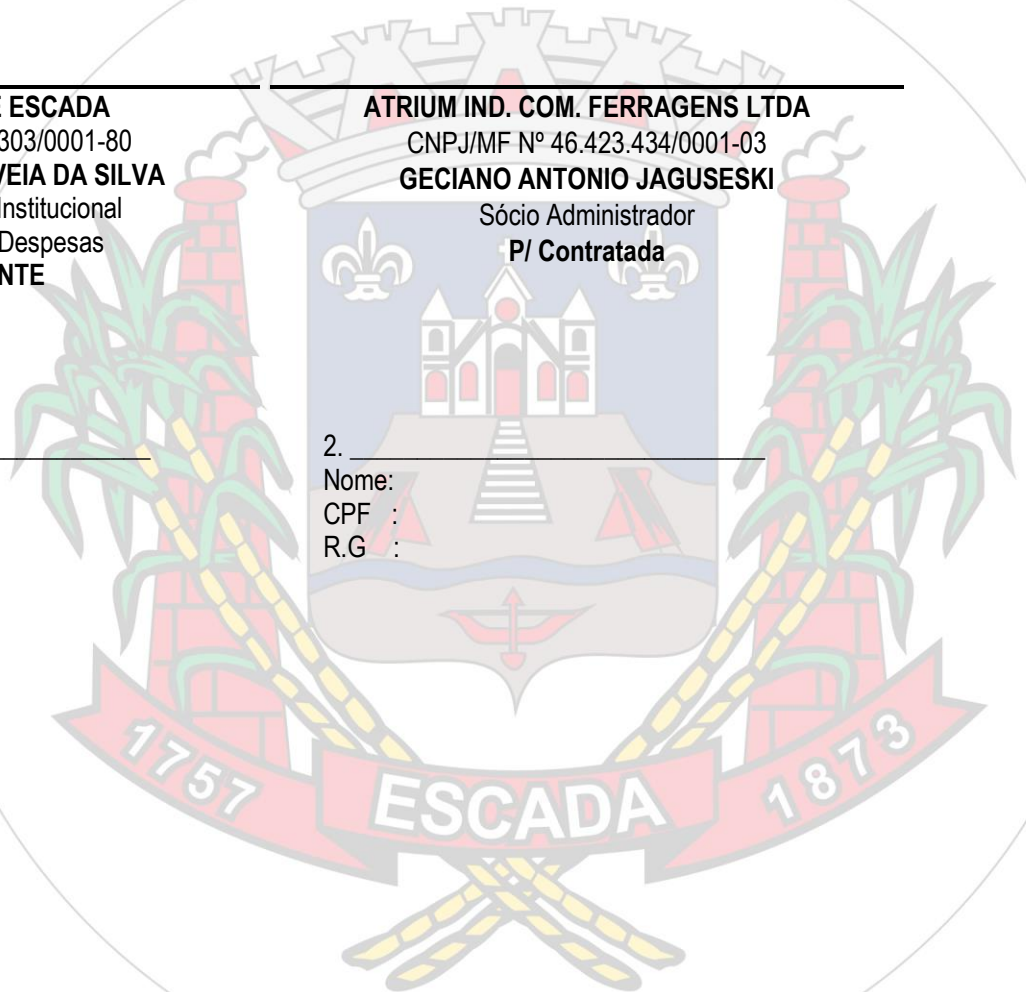 ESCADA
303/0001-80
VEIA DA SILVA
Institucional
Despesas
NTE
ATRIUM IND. COM. FERRAGENS LTDA
CNPJ/MF Nº 46.423.434/0001-03
GECIANO ANTONIO JAGUSESKI
Sócio Administrador
P/ Contratada
2. ______________________________
Nome:
CPF :
R.G :
1757
ESCADA
1873